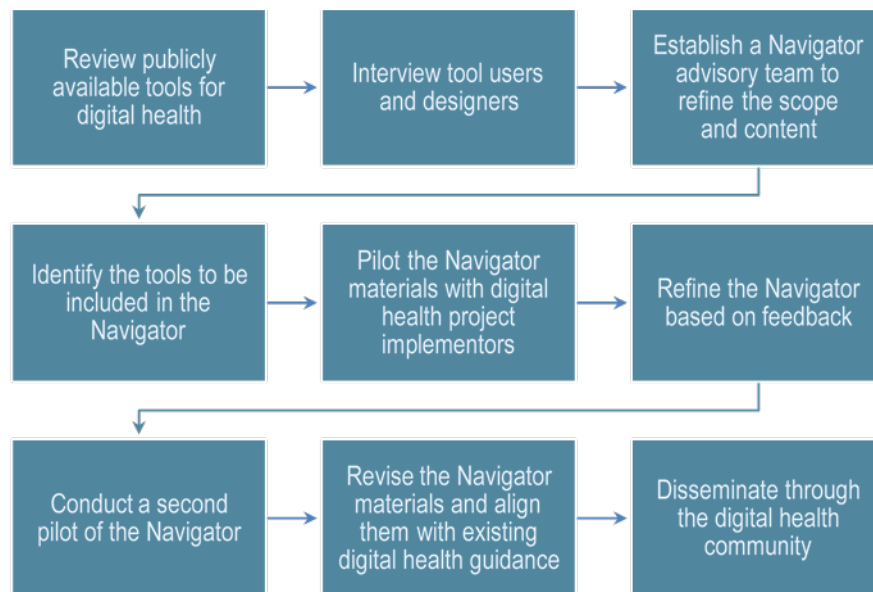 Review publicly
available tools for
digital health
Interview tool users
and designers
Establish a Navigator
advisory team to
refine the scope
and content
Identify the tools to be
included in the
Navigator
Pilot the Navigator
materials with digital
health project
implementors
Refine the Navigator
based on feedback
Conduct a second
pilot of the Navigator
Revise the Navigator
materials and align
them with existing
digital health guidance
Disseminate through
the digital health
community